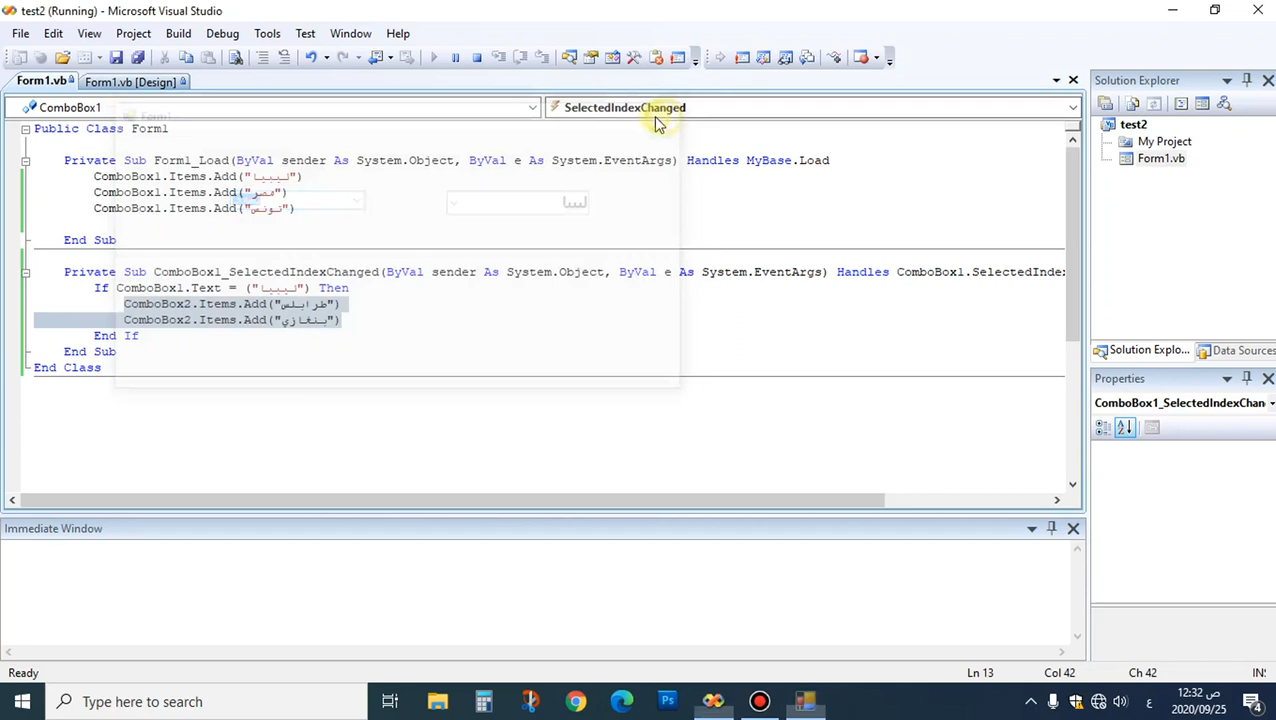 test2 (Running) - Microsoft Visual Studio
File Edit View Project Build Debug Tools Test Window Help
Form1.vb Form1.vb [Design] Solution Explorer
ComboBox1 SelectedIndexChanged
Public Class Form1
Private Sub Form1_Load(ByVal sender As System.Object, ByVal e As System.EventArgs) Handles MyBase.Load
ComboBox1.Items.Add("ليبيا")
ComboBox1.Items.Add("مصر")
ComboBox1.Items.Add("تونس")
End Sub
Private Sub ComboBox1_SelectedIndexChanged(ByVal sender As System.Object, ByVal e As System.EventArgs) Handles ComboBox1.SelectedInde
If ComboBox1.Text = ("ليبيا") Then
ComboBox2.Items.Add("طرابلس")
ComboBox2.Items.Add("بنغازي")
End If
End Sub
End Class
Form1
ليبيا
test2
My Project
Form1.vb
Solution Explo... Data Sources
Properties
ComboBox1_SelectedIndexChan
Immediate Window
Ready Ln 13 Col 42 Ch 42 INS
Type here to search
ع
12:32 ص
2020/09/25
4